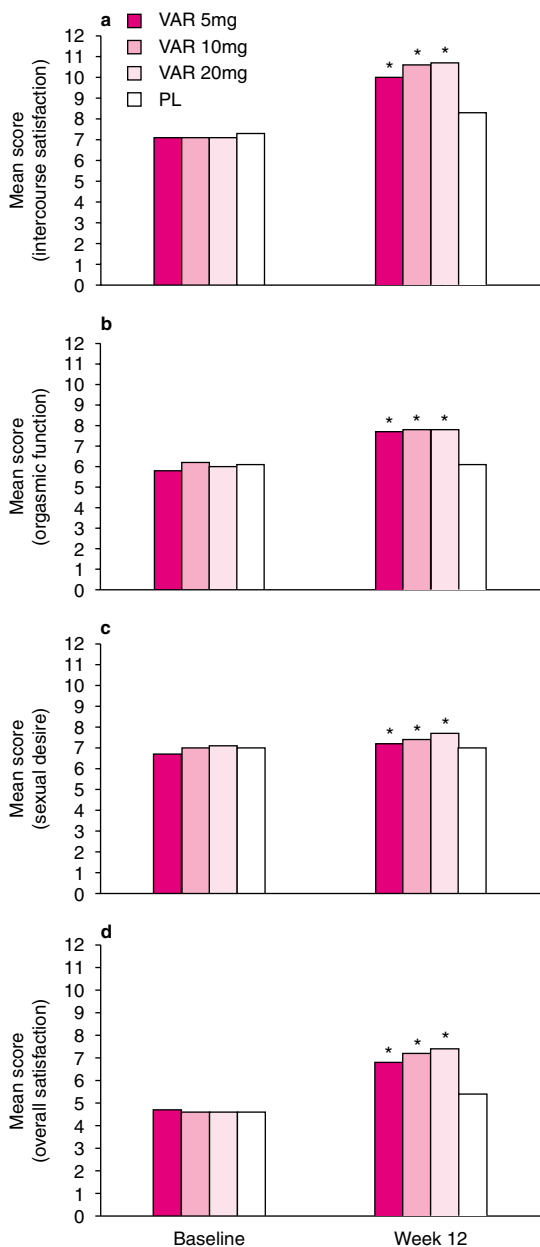 a
VAR 5mg
VAR 10mg
VAR 20mg
PL
Mean score
(intercourse satisfaction)
12
11
10
9
8
7
6
5
4
3
2
1
0
* * *
b
Mean score
(orgasmic function)
12
11
10
9
8
7
6
5
4
3
2
1
0
* * *
c
Mean score
(sexual desire)
12
11
10
9
8
7
6
5
4
3
2
1
0
* * *
d
Mean score
(overall satisfaction)
12
11
10
9
8
7
6
5
4
3
2
1
0
* * *
Baseline Week 12